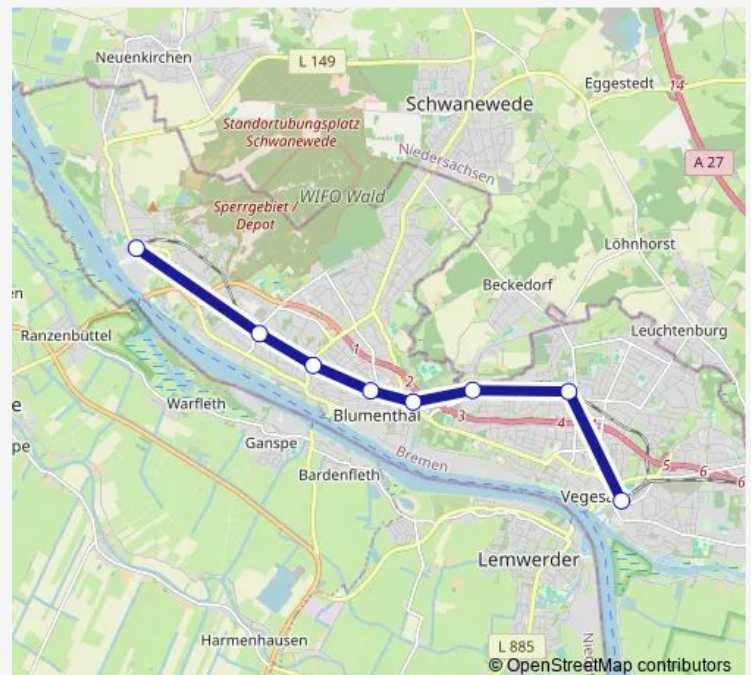 Neuenkirchen
L 149
Eggestedt
14
Schwanewede
Standortübungsplatz
Schwanewede
Niedersachsen
A 27
WIFO Wald
Sperrgebiet /
Depot
Löhnhorst
Beckedorf
Ranzenbüttel
Leuchtenburg
1
2
Warfleth
e
Blumenthal
3
4
pe
Ganspe
Bremen
5
6
6
Bardenfleth
Lemwerder
Harmenhausen
L 885
© OpenStreetMap contributors